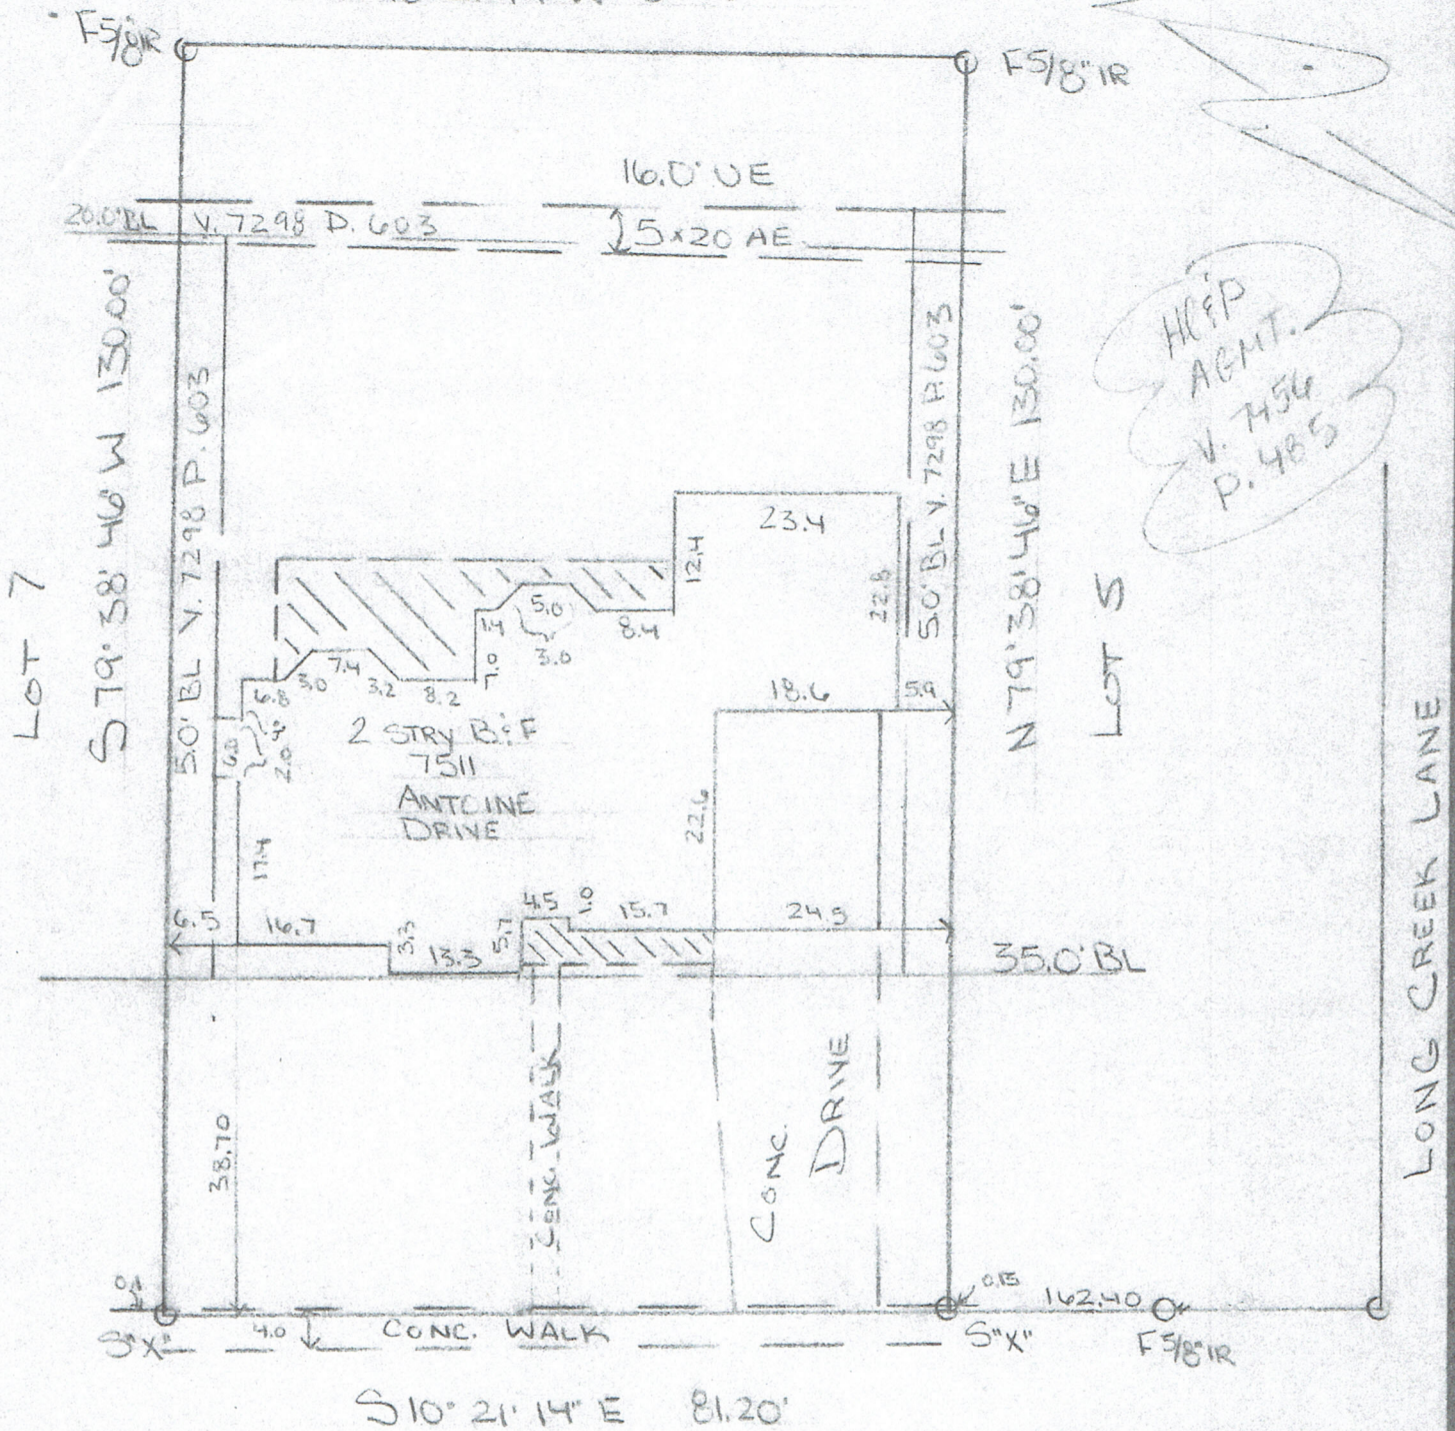 F5/8"IR
F5/8" IR
16.0' UE
20.0' BL V. 7298 P. 603
5x20 AE
HL&P
AGMT.
V. 7456
P. 485
S 79° 38' 46" W 130.00'
5.0' BL V. 7298 P. 603
5.0' BL V. 7298 P. 603
N 79° 38' 46" E 130.00'
LOT 7
LOT 5
LONG CREEK LANE
23.4
12.4
22.8
5.0
1.4
8.4
3.0
7.0
7.4
6.8
3.0
3.2
8.2
18.6
5.9
6.0
2.0
2 STRY B&F
7511
ANTOINE
DRIVE
22.6
17.4
6.5
16.7
3.3
13.3
5.7
4.5
1.0
15.7
24.5
35.0' BL
38.70
CONC. WALK
CONC.
DRIVE
0.15
162.40
S"X"
4.0
CONC. WALK
S"X"
F5/8"IR
S 10° 21' 14" E 81.20'